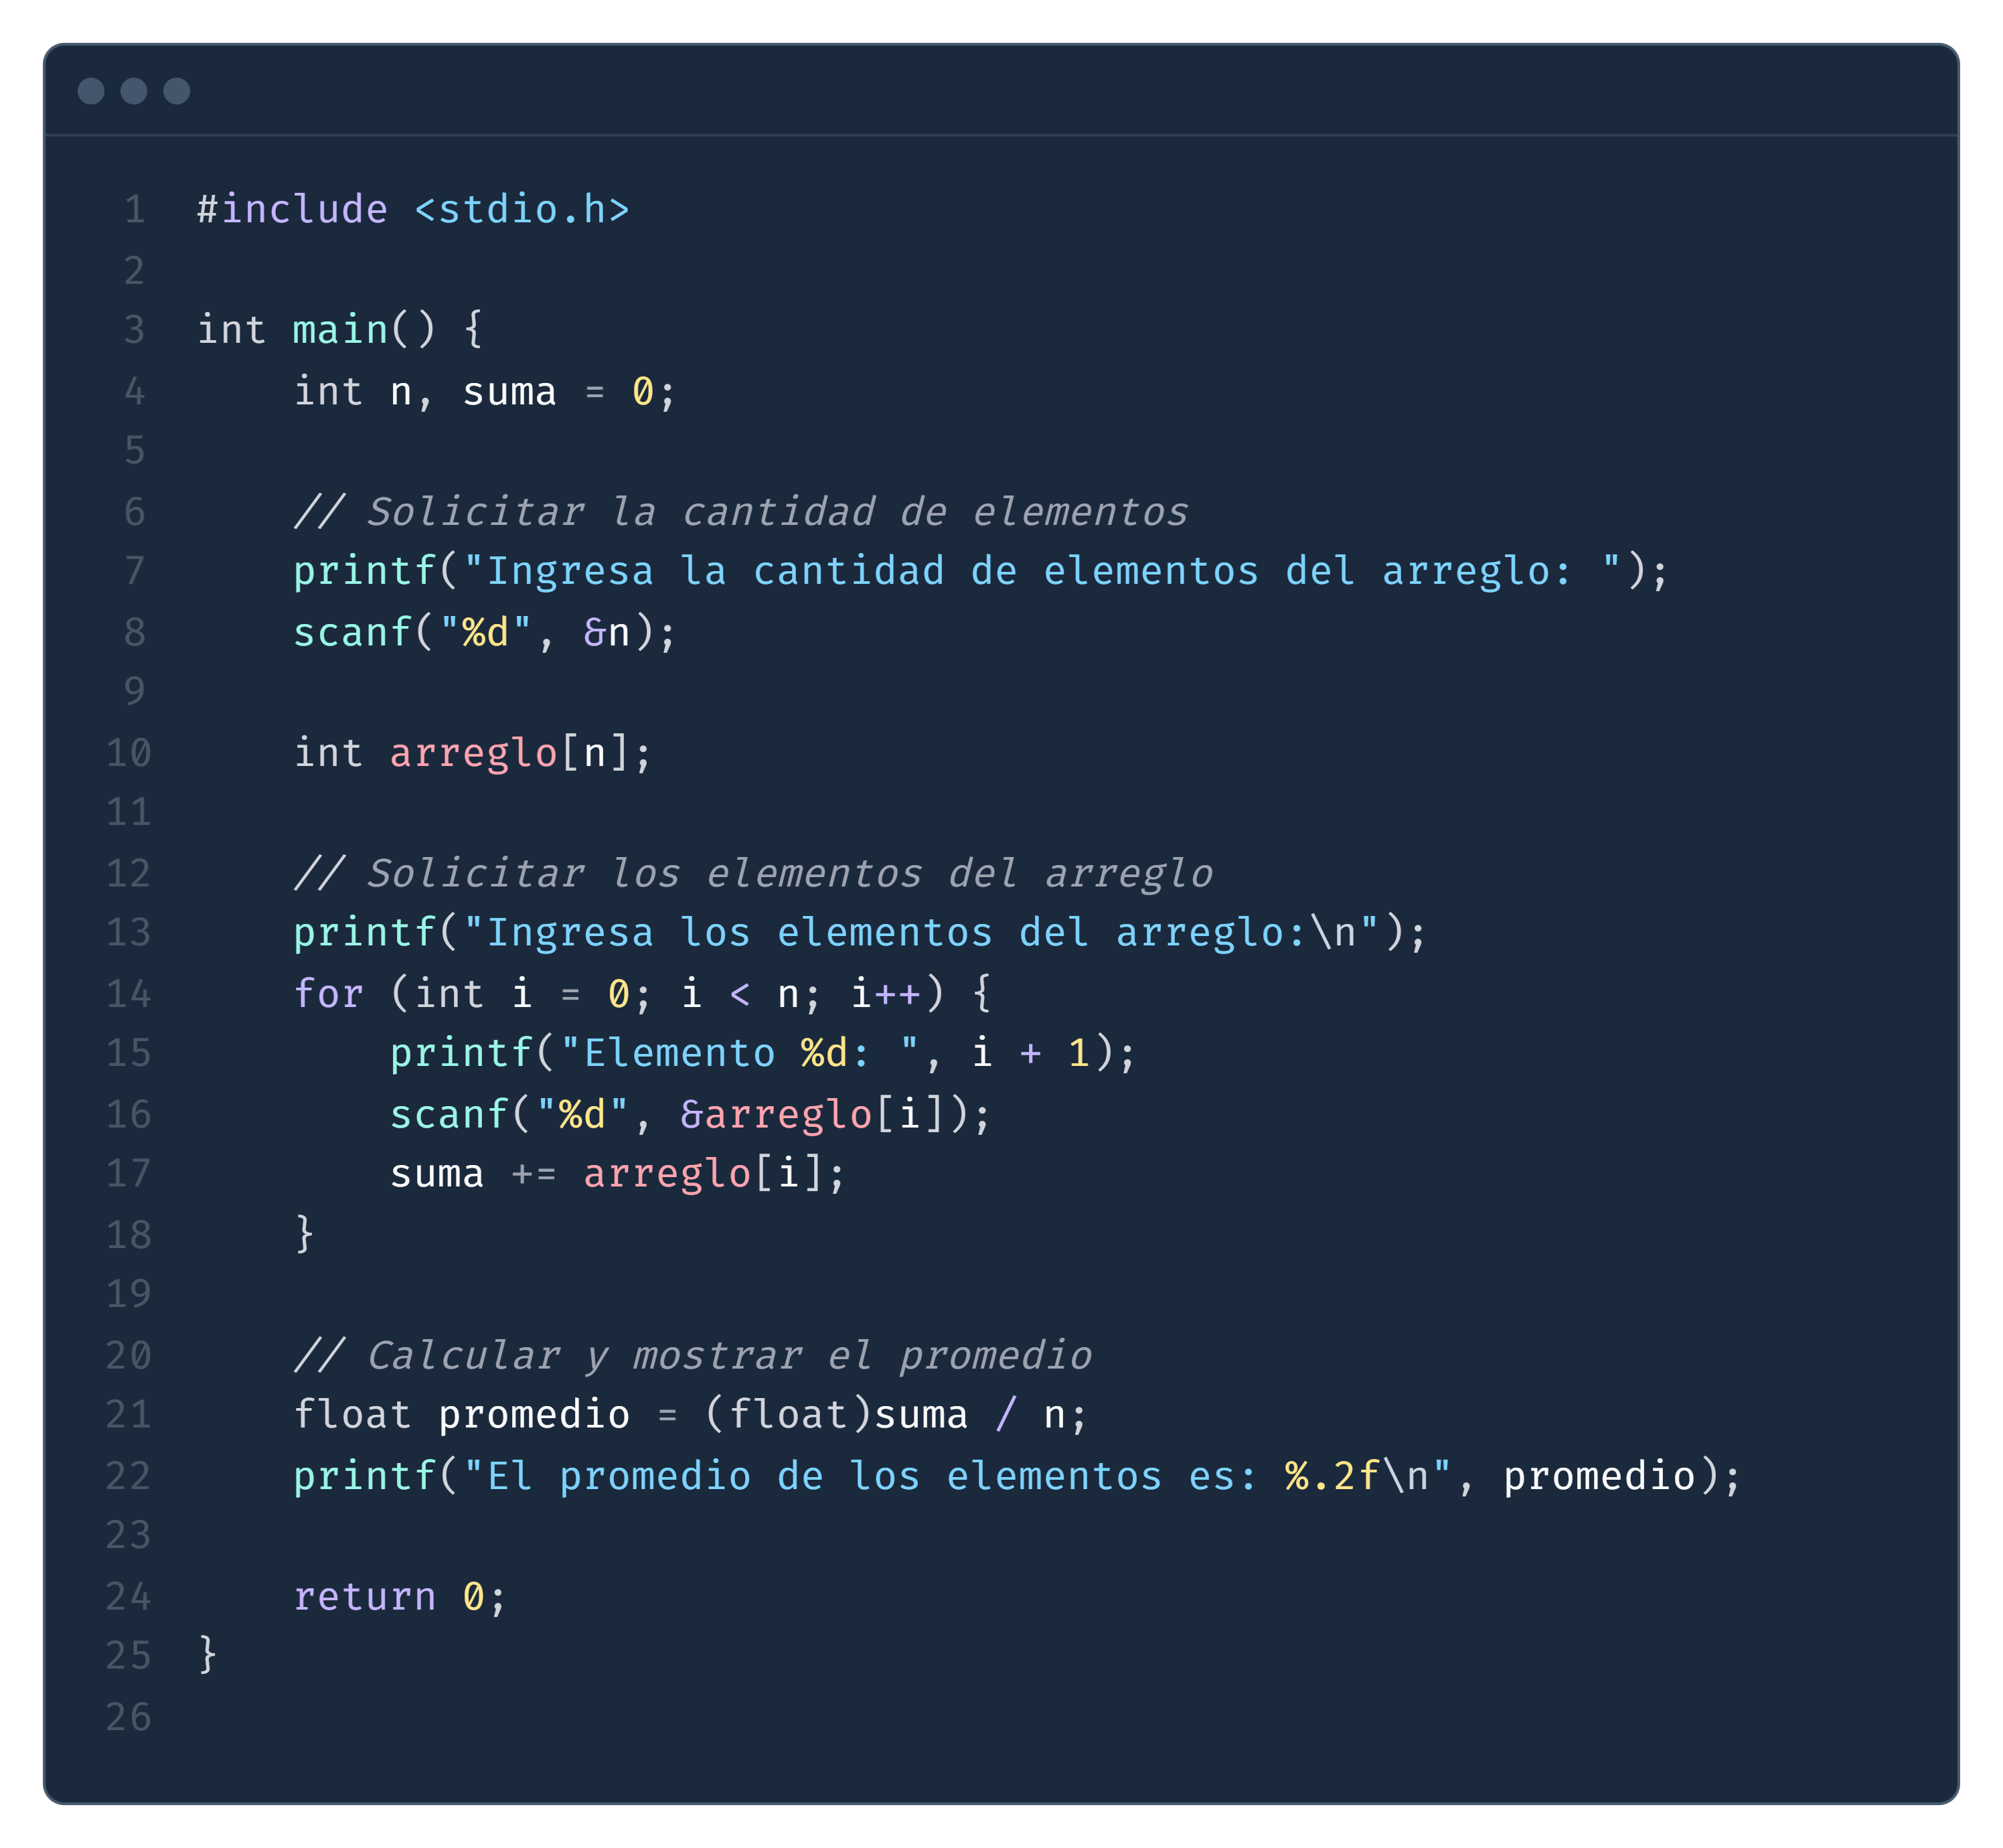 1 #include <stdio.h>
2
3 int main() {
4     int n, suma = 0;
5
6     // Solicitar la cantidad de elementos
7     printf("Ingresa la cantidad de elementos del arreglo: ");
8     scanf("%d", &n);
9
10     int arreglo[n];
11
12     // Solicitar los elementos del arreglo
13     printf("Ingresa los elementos del arreglo:\n");
14     for (int i = 0; i < n; i++) {
15         printf("Elemento %d: ", i + 1);
16         scanf("%d", &arreglo[i]);
17         suma += arreglo[i];
18     }
19
20     // Calcular y mostrar el promedio
21     float promedio = (float)suma / n;
22     printf("El promedio de los elementos es: %.2f\n", promedio);
23
24     return 0;
25 }
26